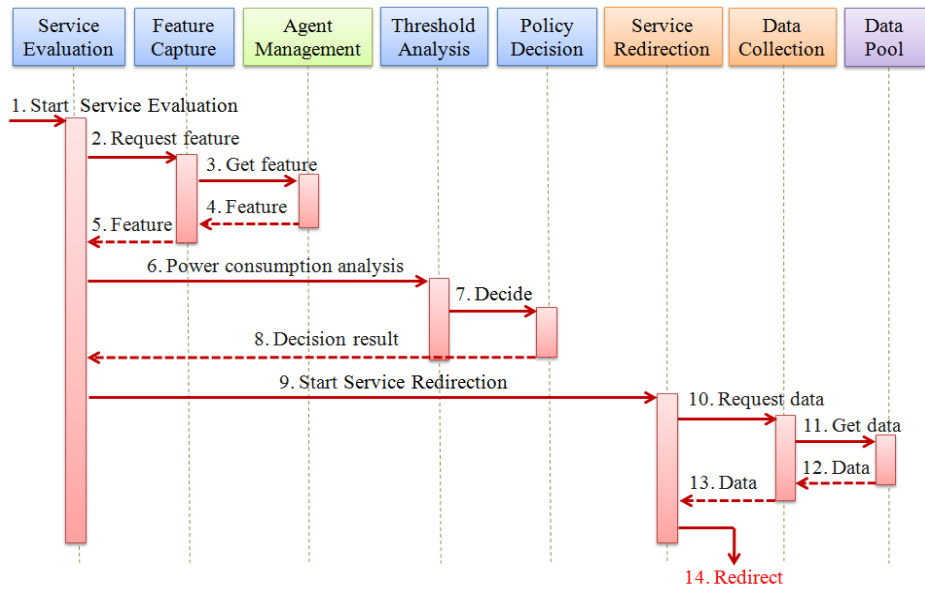 Service
Evaluation
Feature
Capture
Agent
Management
Threshold
Analysis
Policy
Decision
Service
Redirection
Data
Collection
Data
Pool
1. Start Service Evaluation
2. Request feature
3. Get feature
4. Feature
5. Feature
6. Power consumption analysis
7. Decide
8. Decision result
9. Start Service Redirection
10. Request data
11. Get data
12. Data
13. Data
14. Redirect